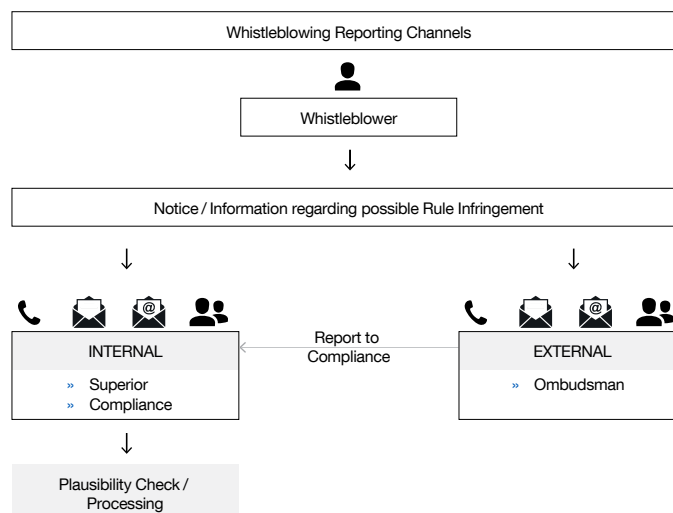 Whistleblowing Reporting Channels
Whistleblower
Notice / Information regarding possible Rule Infringement
@
@
INTERNAL
Report to
Compliance
EXTERNAL
» Superior
» Compliance
» Ombudsman
Plausibility Check /
Processing